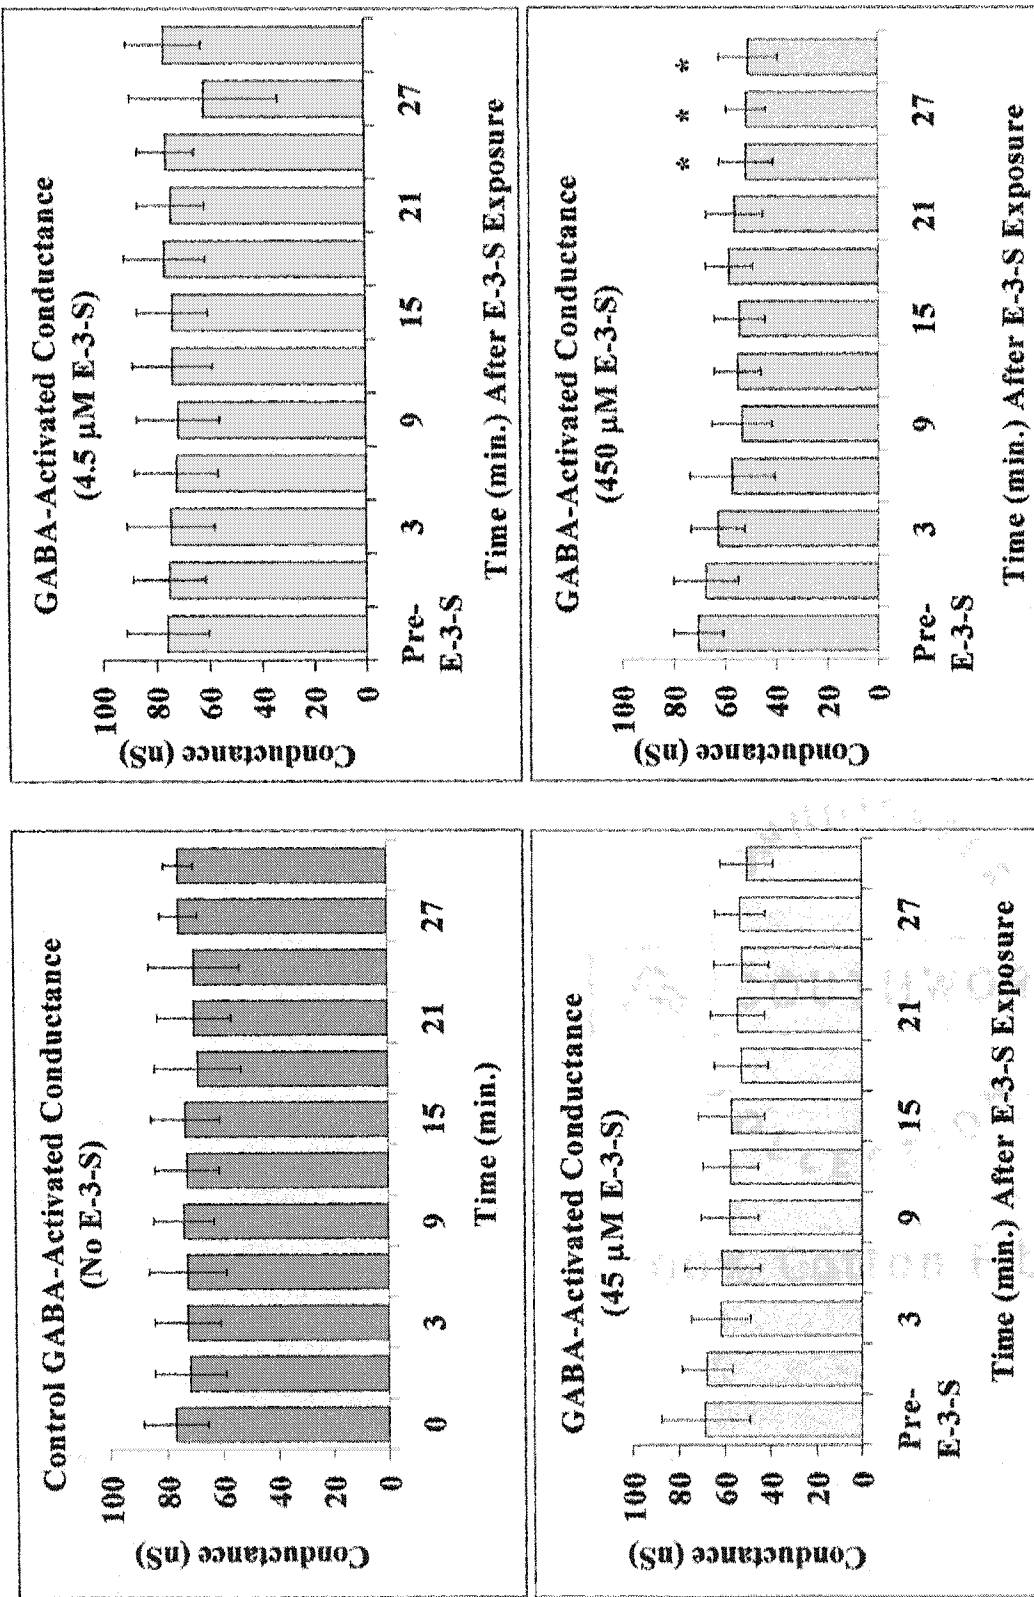 Control GABA-Activated Conductance
(No E-3-S)
Conductance (nS)
100
80
60
40
20
0
0
3
9
15
21
27
Time (min.)
GABA-Activated Conductance
(4.5 µM E-3-S)
Conductance (nS)
100
80
60
40
20
0
Pre-
E-3-S
3
9
15
21
27
Time (min.) After E-3-S Exposure
GABA-Activated Conductance
(45 µM E-3-S)
Conductance (nS)
100
80
60
40
20
0
Pre-
E-3-S
3
9
15
21
27
Time (min.) After E-3-S Exposure
GABA-Activated Conductance
(450 µM E-3-S)
Conductance (nS)
100
80
60
40
20
0
* * *
Pre-
E-3-S
3
9
15
21
27
Time (min.) After E-3-S Exposure